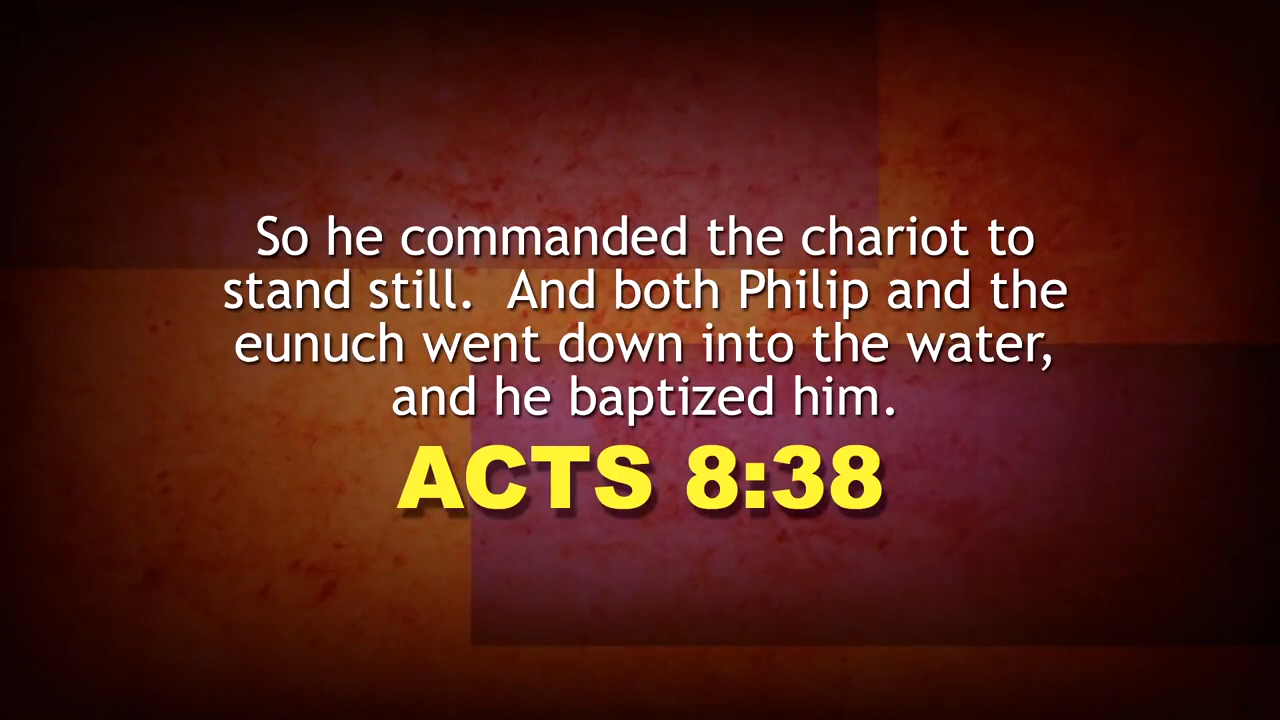 So he commanded the chariot to
stand still.  And both Philip and the
eunuch went down into the water,
and he baptized him.
ACTS 8:38